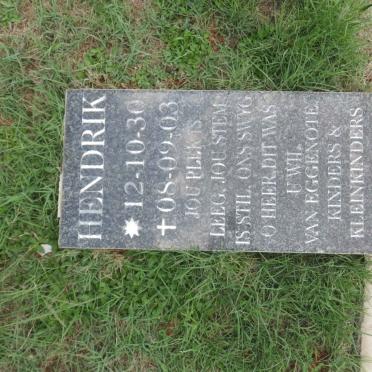 HENDRIK
12-10-30
08-09-03
JOU PLEK IS
LEEG, JOU STEM
IS STIL, ONS SWYG
O HEER, DIT WAS
U WIL
VAN EGGENOTE,
KINDERS &
KLEINKINDERS